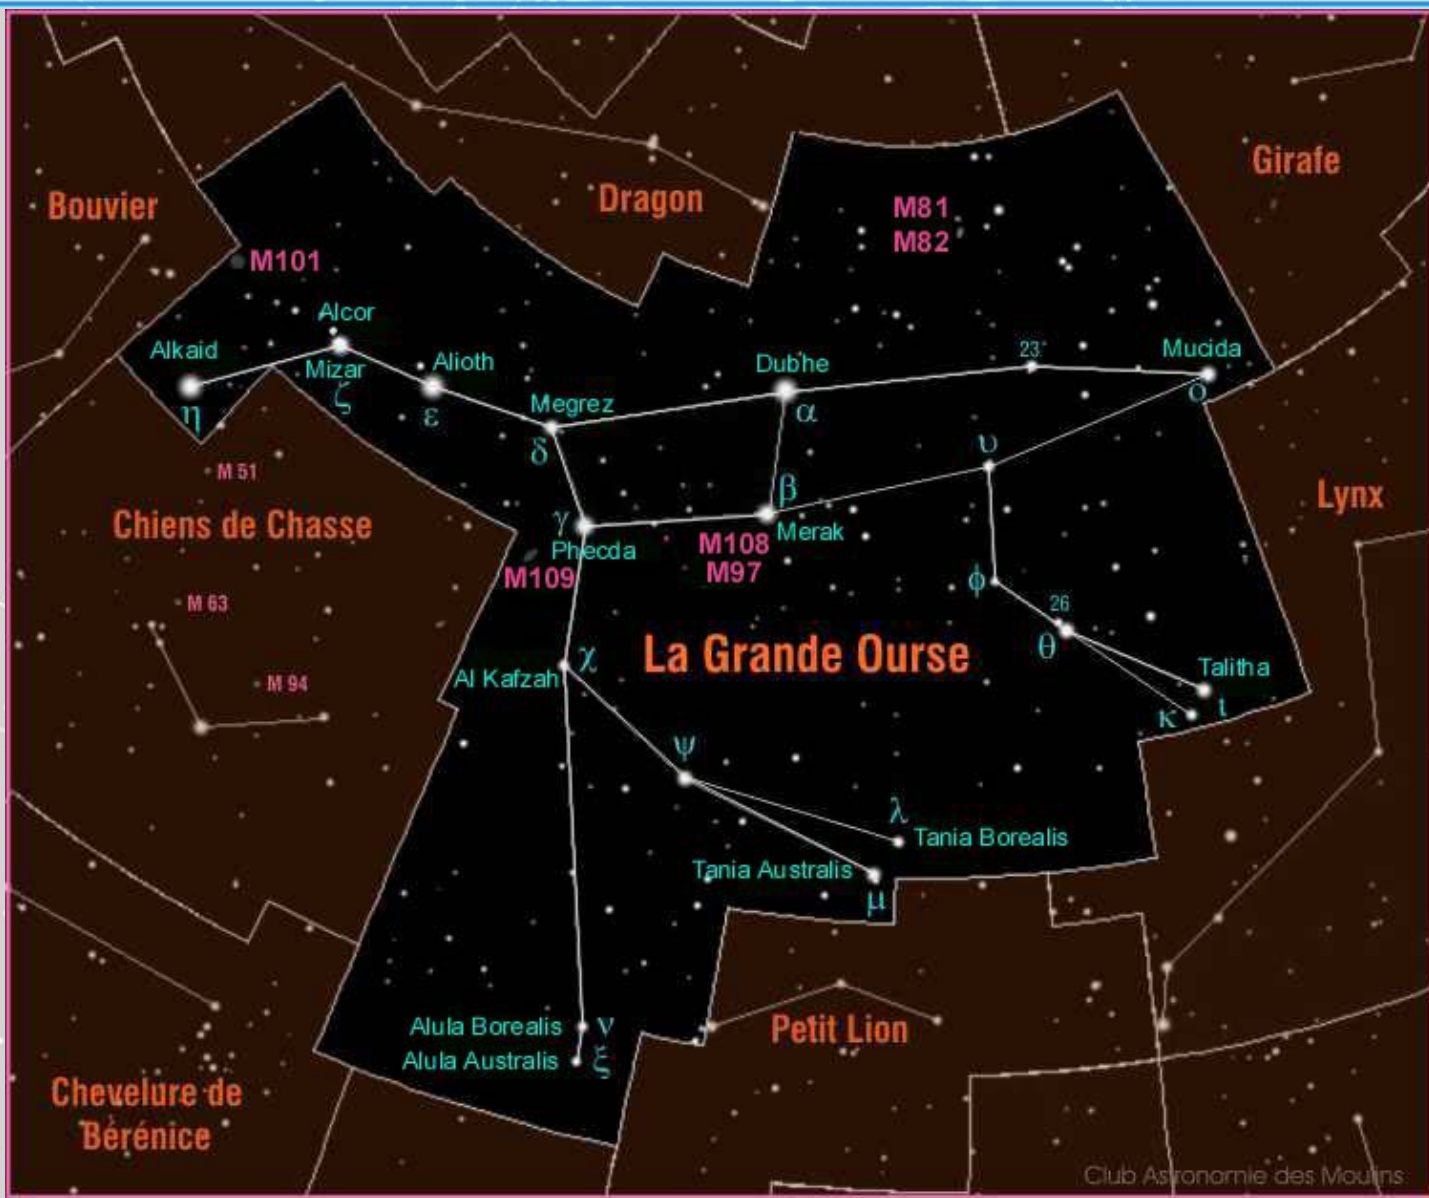 Girafe
Bouvier
Dragon
M81
M82
M101
Alcor
Alkaid
Mizar
Alioth
Dubhe
23
Mucida
η
ζ
ε
Megrez
α
ο
δ
υ
M 51
β
Lynx
Chiens de Chasse
γ
Merak
Phecda
M108
M97
M109
ϕ
M 63
26
θ
La Grande Ourse
χ
Al Kafzah
Talitha
M 94
κ
ι
ψ
λ
Tania Borealis
Tania Australis
μ
Alula Borealis
ν
Petit Lion
Alula Australis
ξ
Chevelure de
Bérénice
Club Astronomie des Moulins